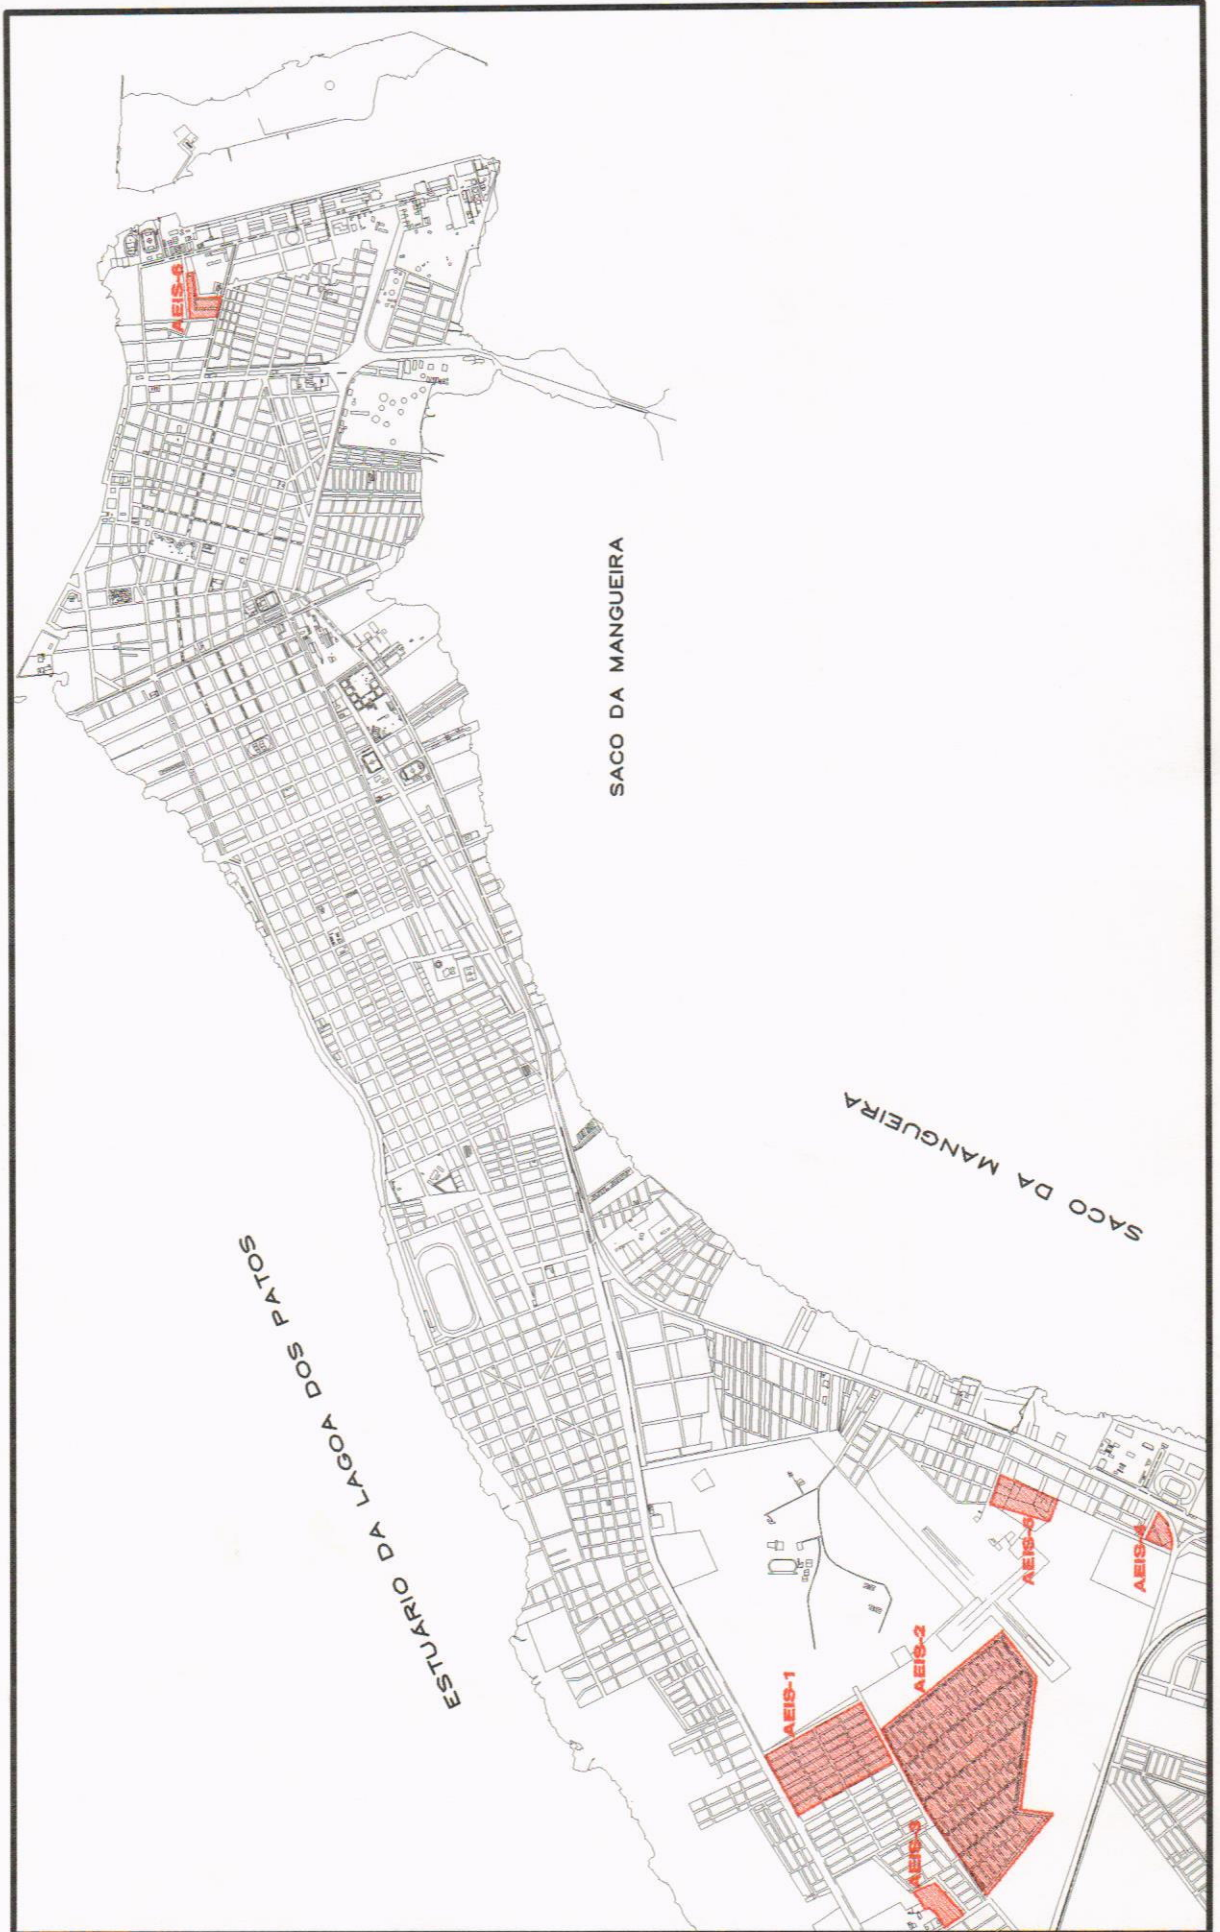 AEIS-6
SACO DA MANGUEIRA
SACO DA MANGUEIRA
ESTUÁRIO DA LAGOA DOS PATOS
AEIS-5
AEIS-4
AEIS-2
AEIS-1
AEIS-3